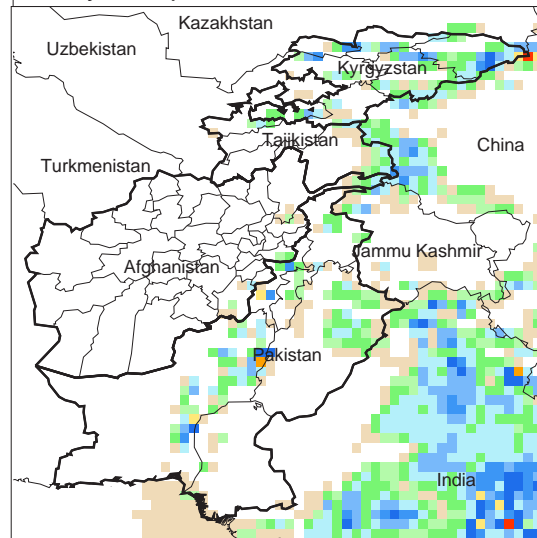 Kazakhstan
Uzbekistan
Kyrgyzstan
Tajikistan
China
Turkmenistan
Jammu Kashmir
Afghanistan
Pakistan
India